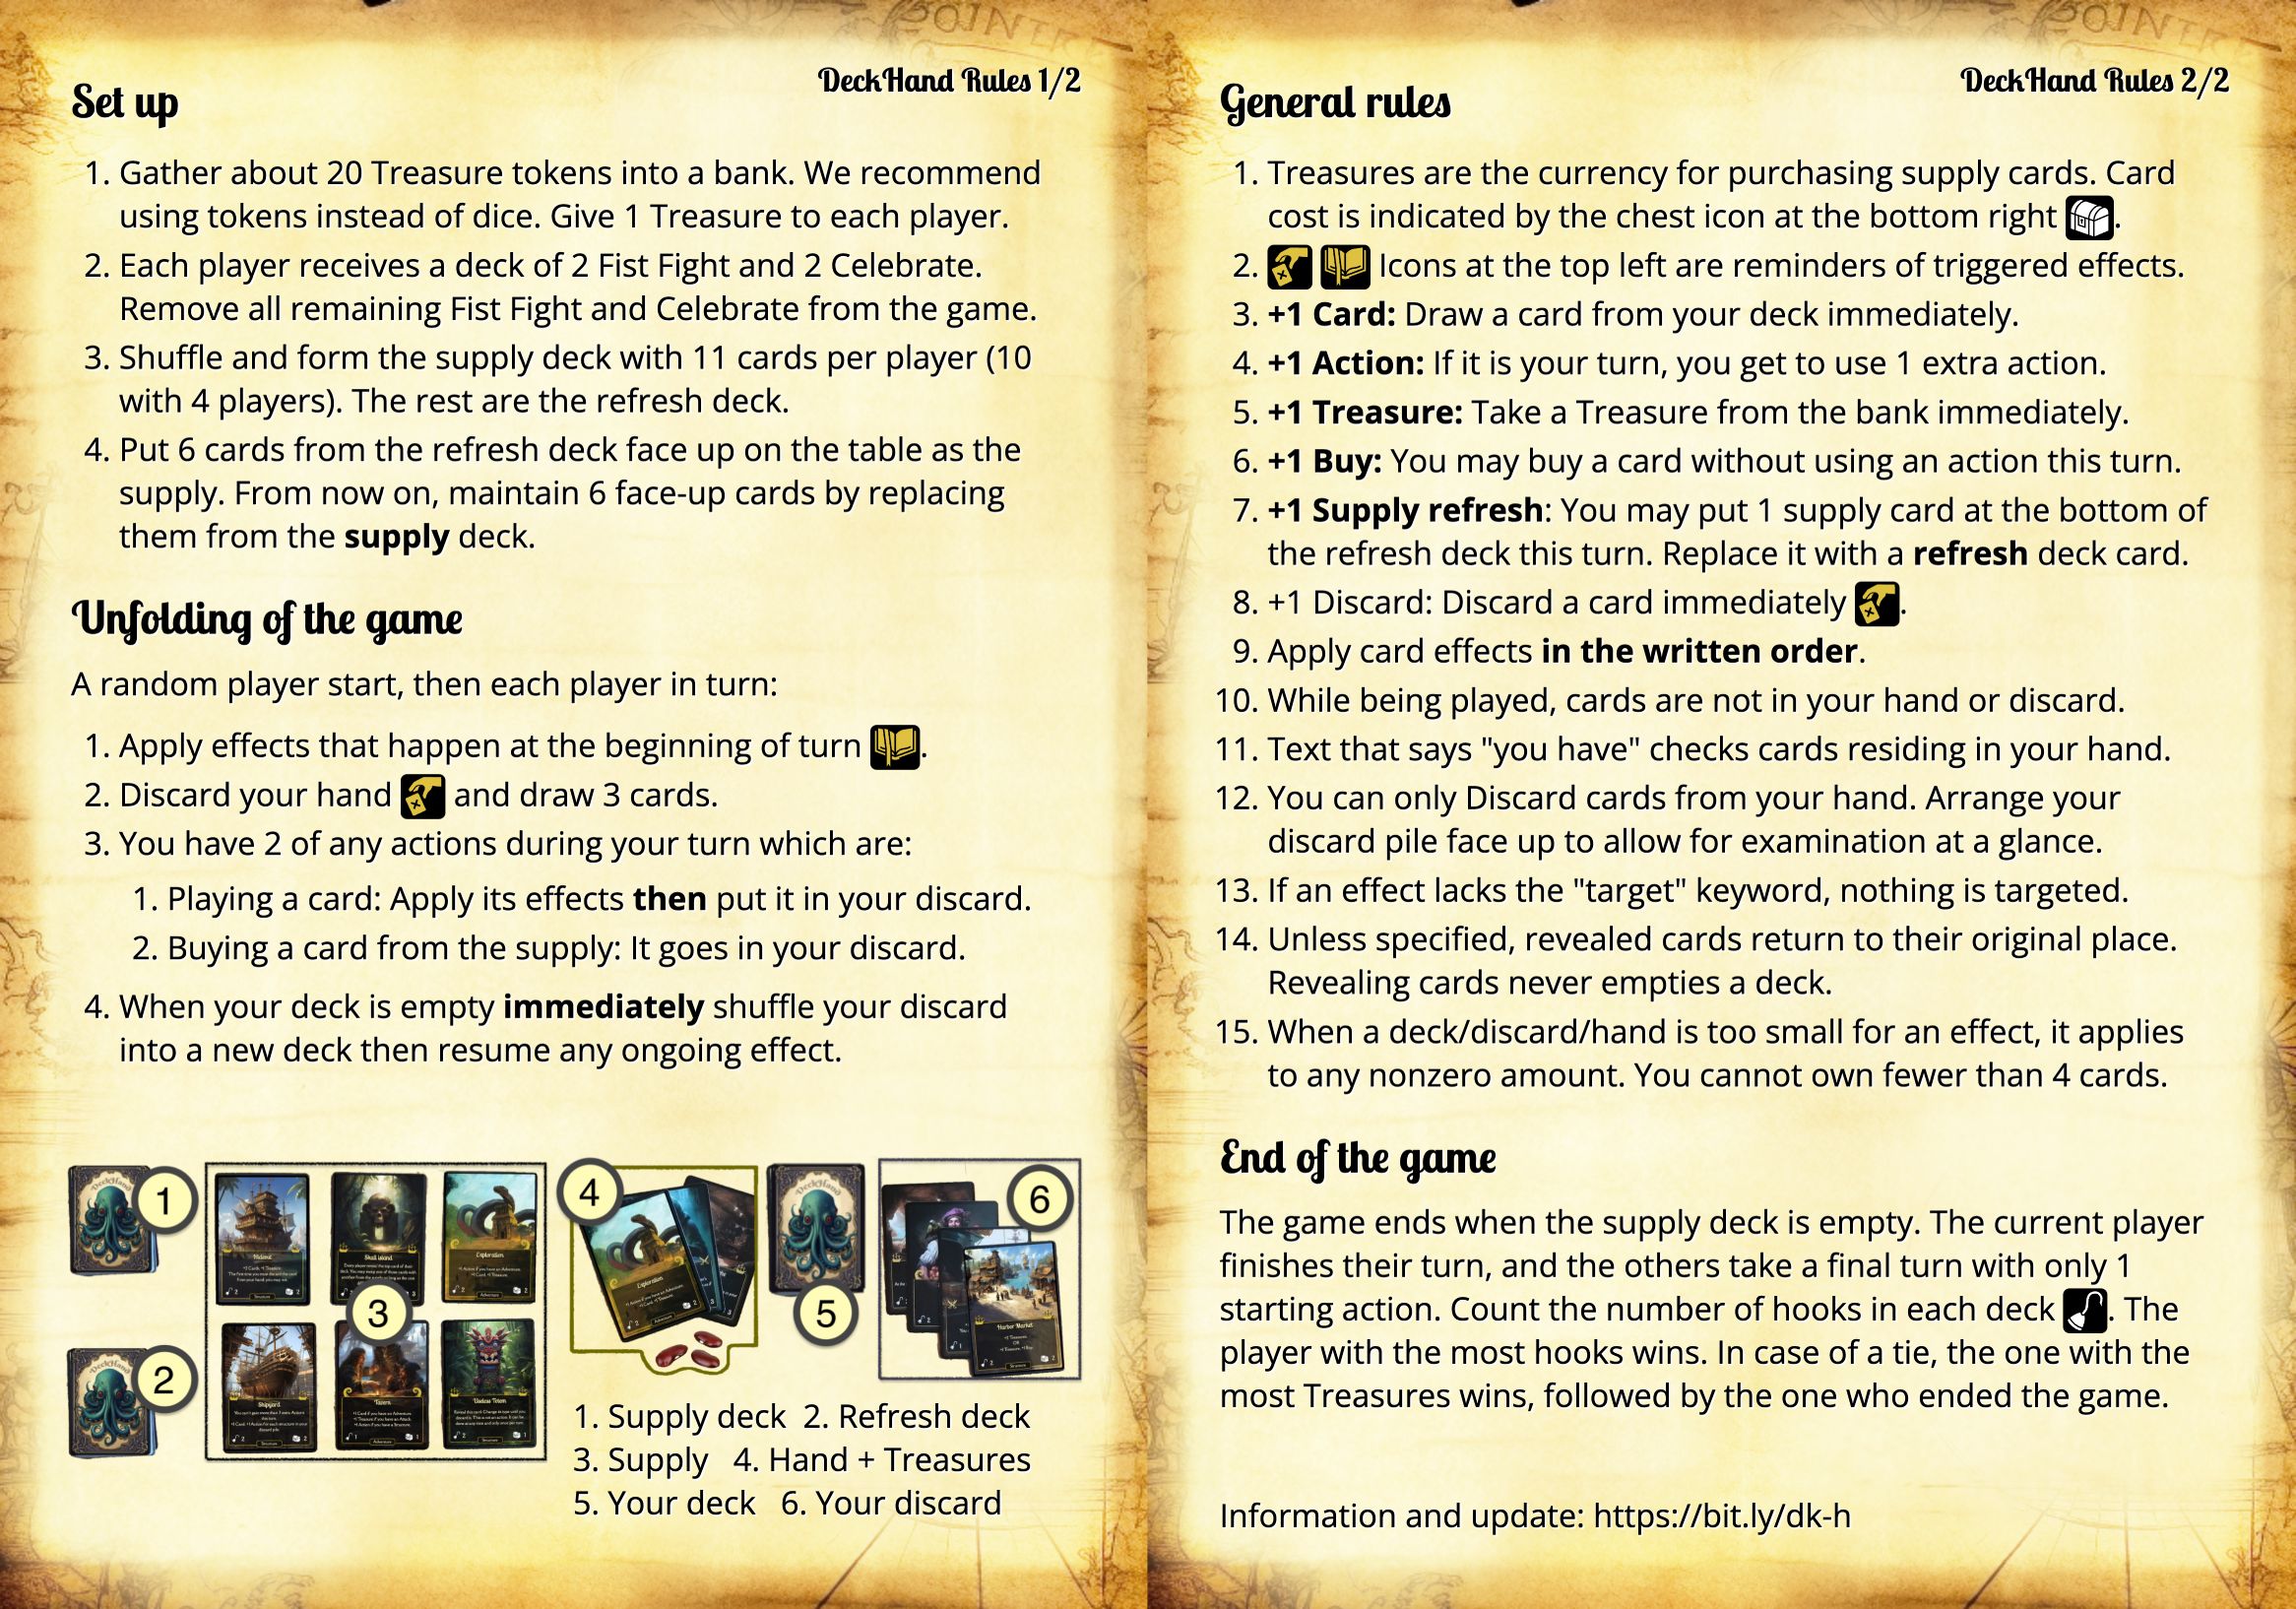 DeckHand Rules 1/2
Set up
1. Gather about 20 Treasure tokens into a bank. We recommend
using tokens instead of dice. Give 1 Treasure to each player.
2. Each player receives a deck of 2 Fist Fight and 2 Celebrate.
Remove all remaining Fist Fight and Celebrate from the game.
3. Shuffle and form the supply deck with 11 cards per player (10
with 4 players). The rest are the refresh deck.
4. Put 6 cards from the refresh deck face up on the table as the
supply. From now on, maintain 6 face-up cards by replacing
them from the supply deck.
Unfolding of the game
A random player start, then each player in turn:
1. Apply effects that happen at the beginning of turn .
2. Discard your hand and draw 3 cards.
3. You have 2 of any actions during your turn which are:
1. Playing a card: Apply its effects then put it in your discard.
2. Buying a card from the supply: It goes in your discard.
4. When your deck is empty immediately shuffle your discard
into a new deck then resume any ongoing effect.
1
2
3
4
5
6
DeckHand
DeckHand
DeckHand
Skull Island
Exploration
Shipyard
Tavern
Exploration
Harbor Market
Structure
Adventure
1. Supply deck 2. Refresh deck
3. Supply 4. Hand + Treasures
5. Your deck 6. Your discard
DeckHand Rules 2/2
General rules
1. Treasures are the currency for purchasing supply cards. Card
cost is indicated by the chest icon at the bottom right .
2. Icons at the top left are reminders of triggered effects.
3. +1 Card: Draw a card from your deck immediately.
4. +1 Action: If it is your turn, you get to use 1 extra action.
5. +1 Treasure: Take a Treasure from the bank immediately.
6. +1 Buy: You may buy a card without using an action this turn.
7. +1 Supply refresh: You may put 1 supply card at the bottom of
the refresh deck this turn. Replace it with a refresh deck card.
8. +1 Discard: Discard a card immediately .
9. Apply card effects in the written order.
10. While being played, cards are not in your hand or discard.
11. Text that says "you have" checks cards residing in your hand.
12. You can only Discard cards from your hand. Arrange your
discard pile face up to allow for examination at a glance.
13. If an effect lacks the "target" keyword, nothing is targeted.
14. Unless specified, revealed cards return to their original place.
Revealing cards never empties a deck.
15. When a deck/discard/hand is too small for an effect, it applies
to any nonzero amount. You cannot own fewer than 4 cards.
End of the game
The game ends when the supply deck is empty. The current player
finishes their turn, and the others take a final turn with only 1
starting action. Count the number of hooks in each deck . The
player with the most hooks wins. In case of a tie, the one with the
most Treasures wins, followed by the one who ended the game.
Information and update: https://bit.ly/dk-h